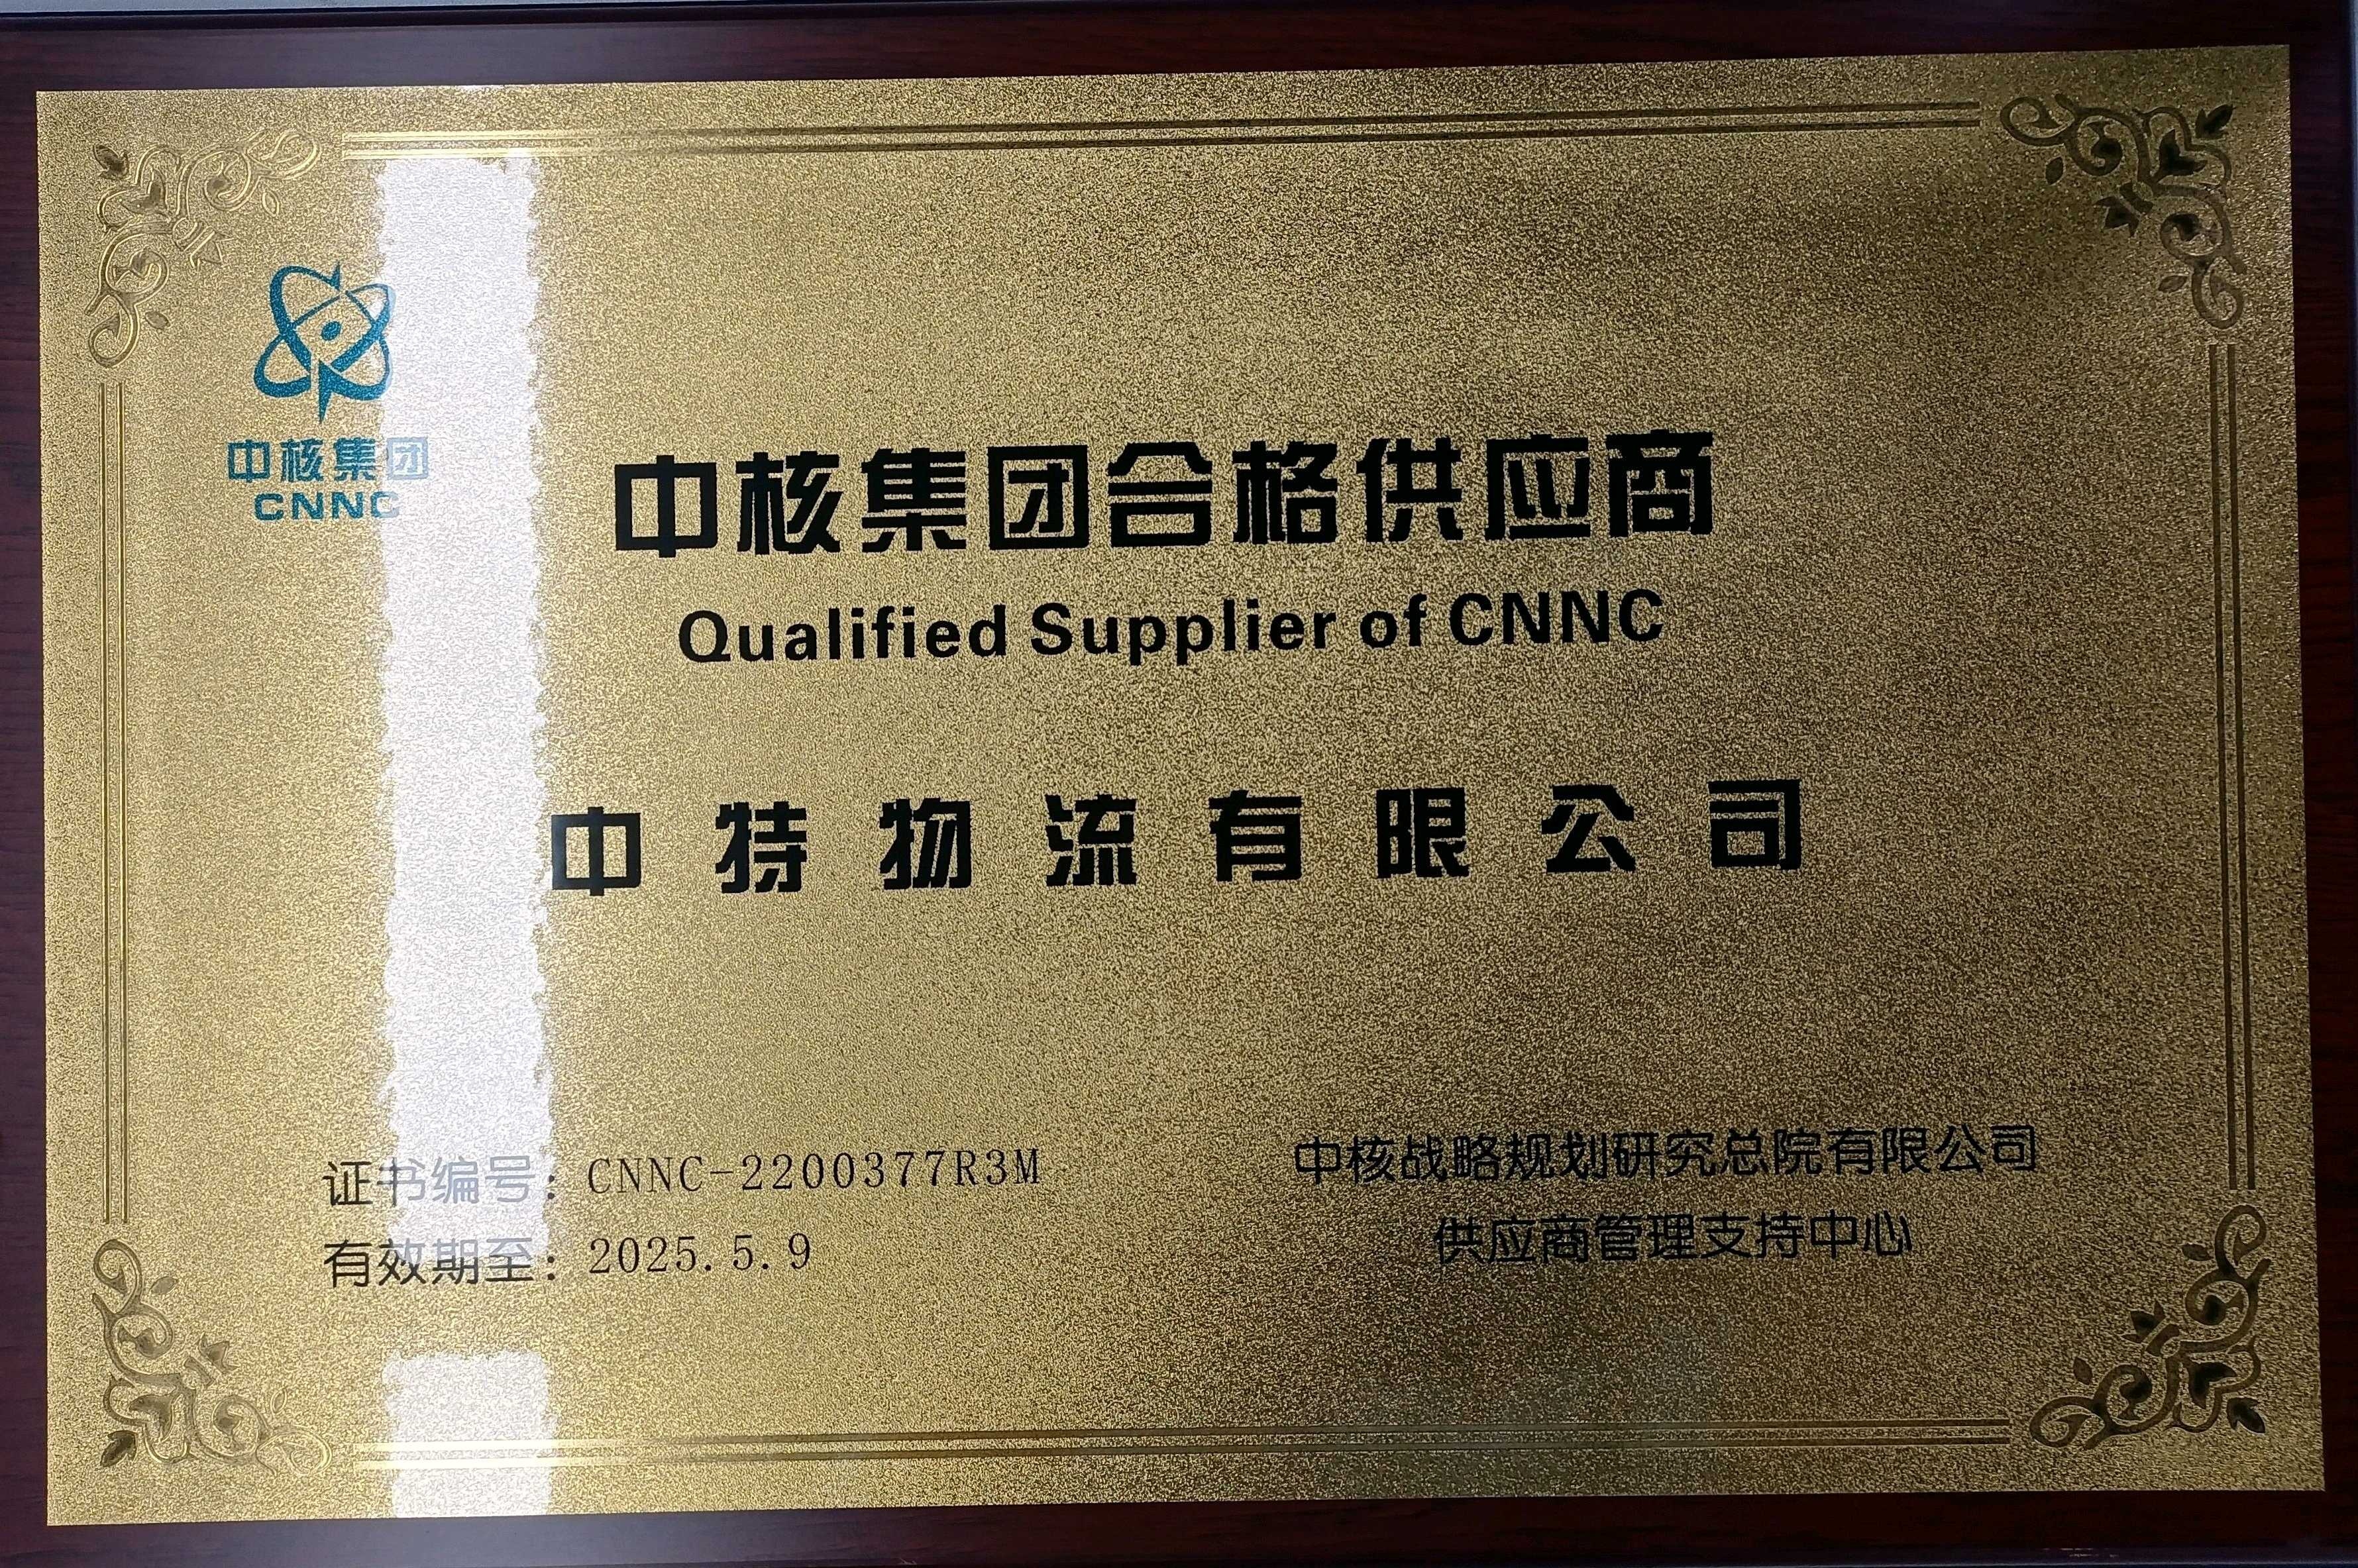 中核集团
CNNC
中核集团合格供应商
Qualified Supplier of CNNC
中特物流有限公司
证书编号：CNNC-2200377R3M
有效期至：2025.5.9
中核战略规划研究总院有限公司
供应商管理支持中心